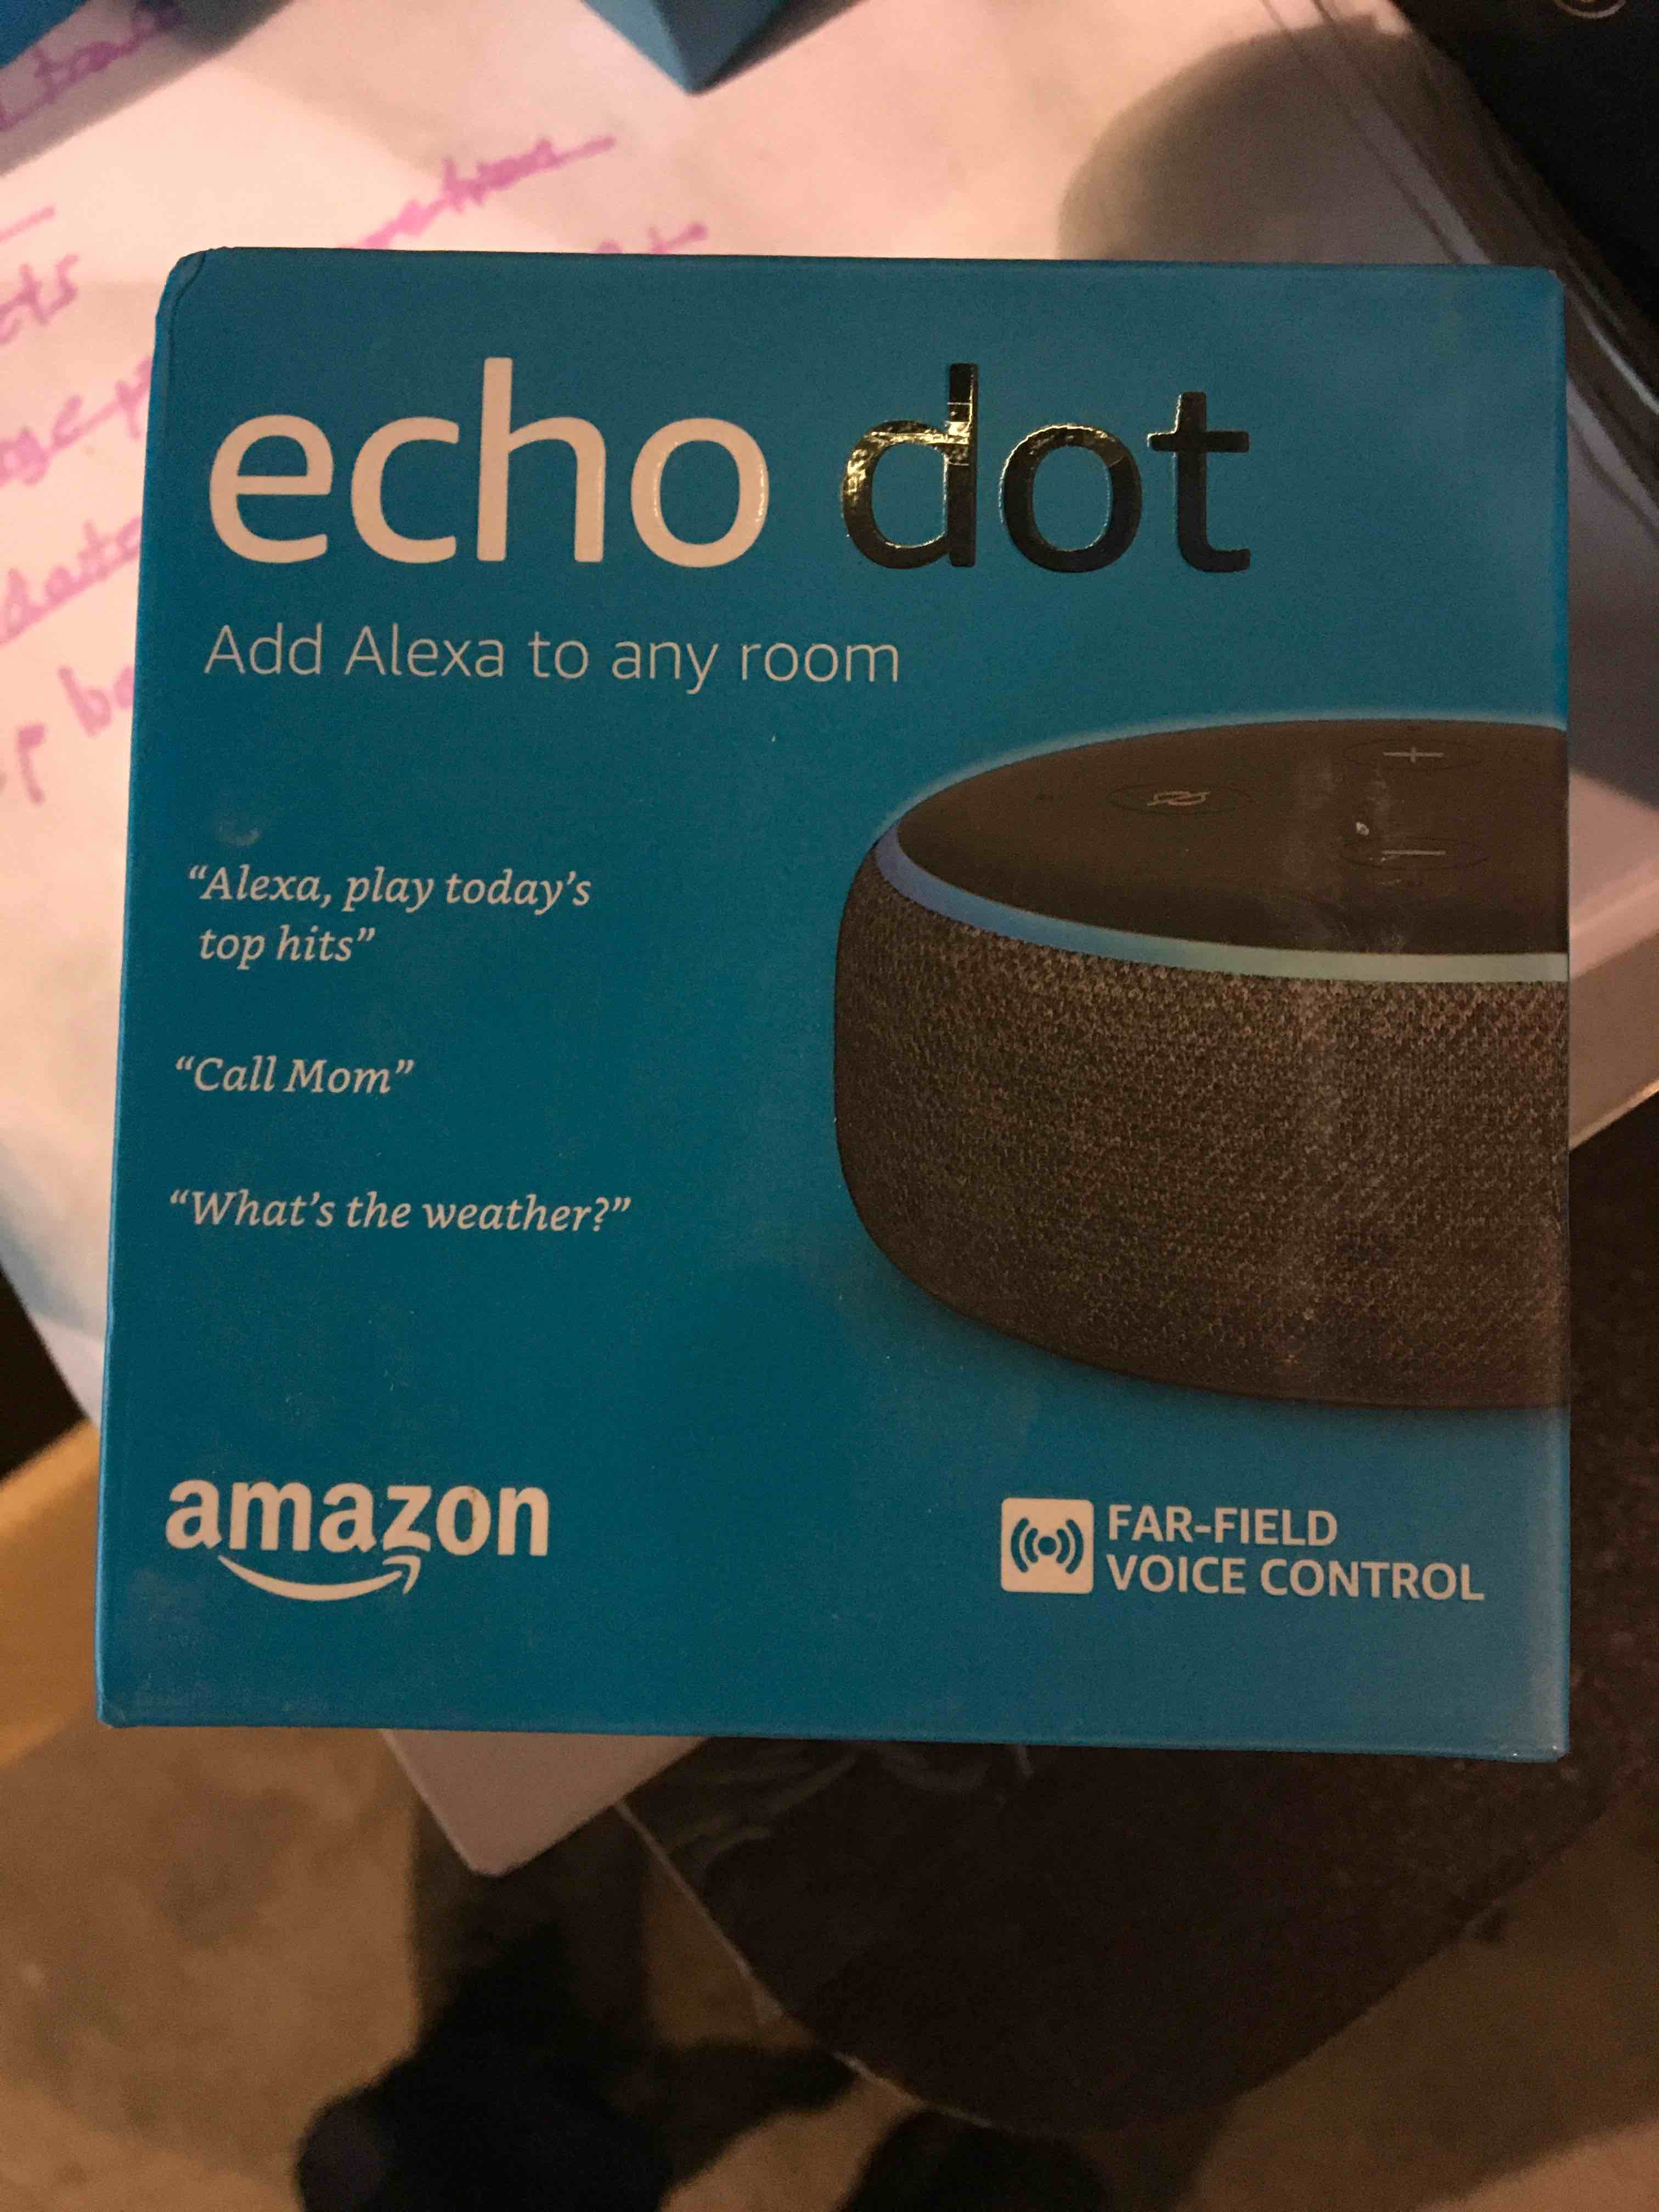 echo dot
Add Alexa to any room
“Alexa, play today’s
top hits”
“Call Mom”
“What’s the weather?”
amazon
FAR-FIELD
VOICE CONTROL